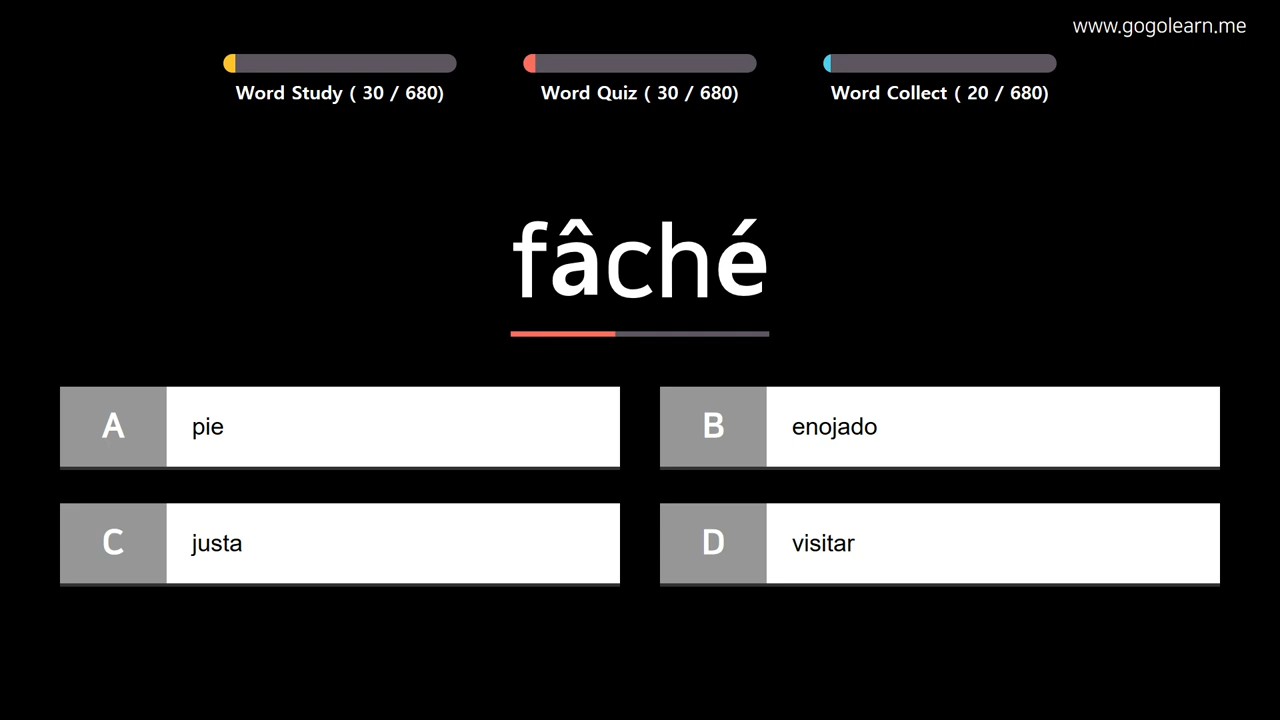 www.gogolearn.me
Word Study ( 30 / 680)
Word Quiz ( 30 / 680)
Word Collect ( 20 / 680)
fâché
A pie
B enojado
C justa
D visitar